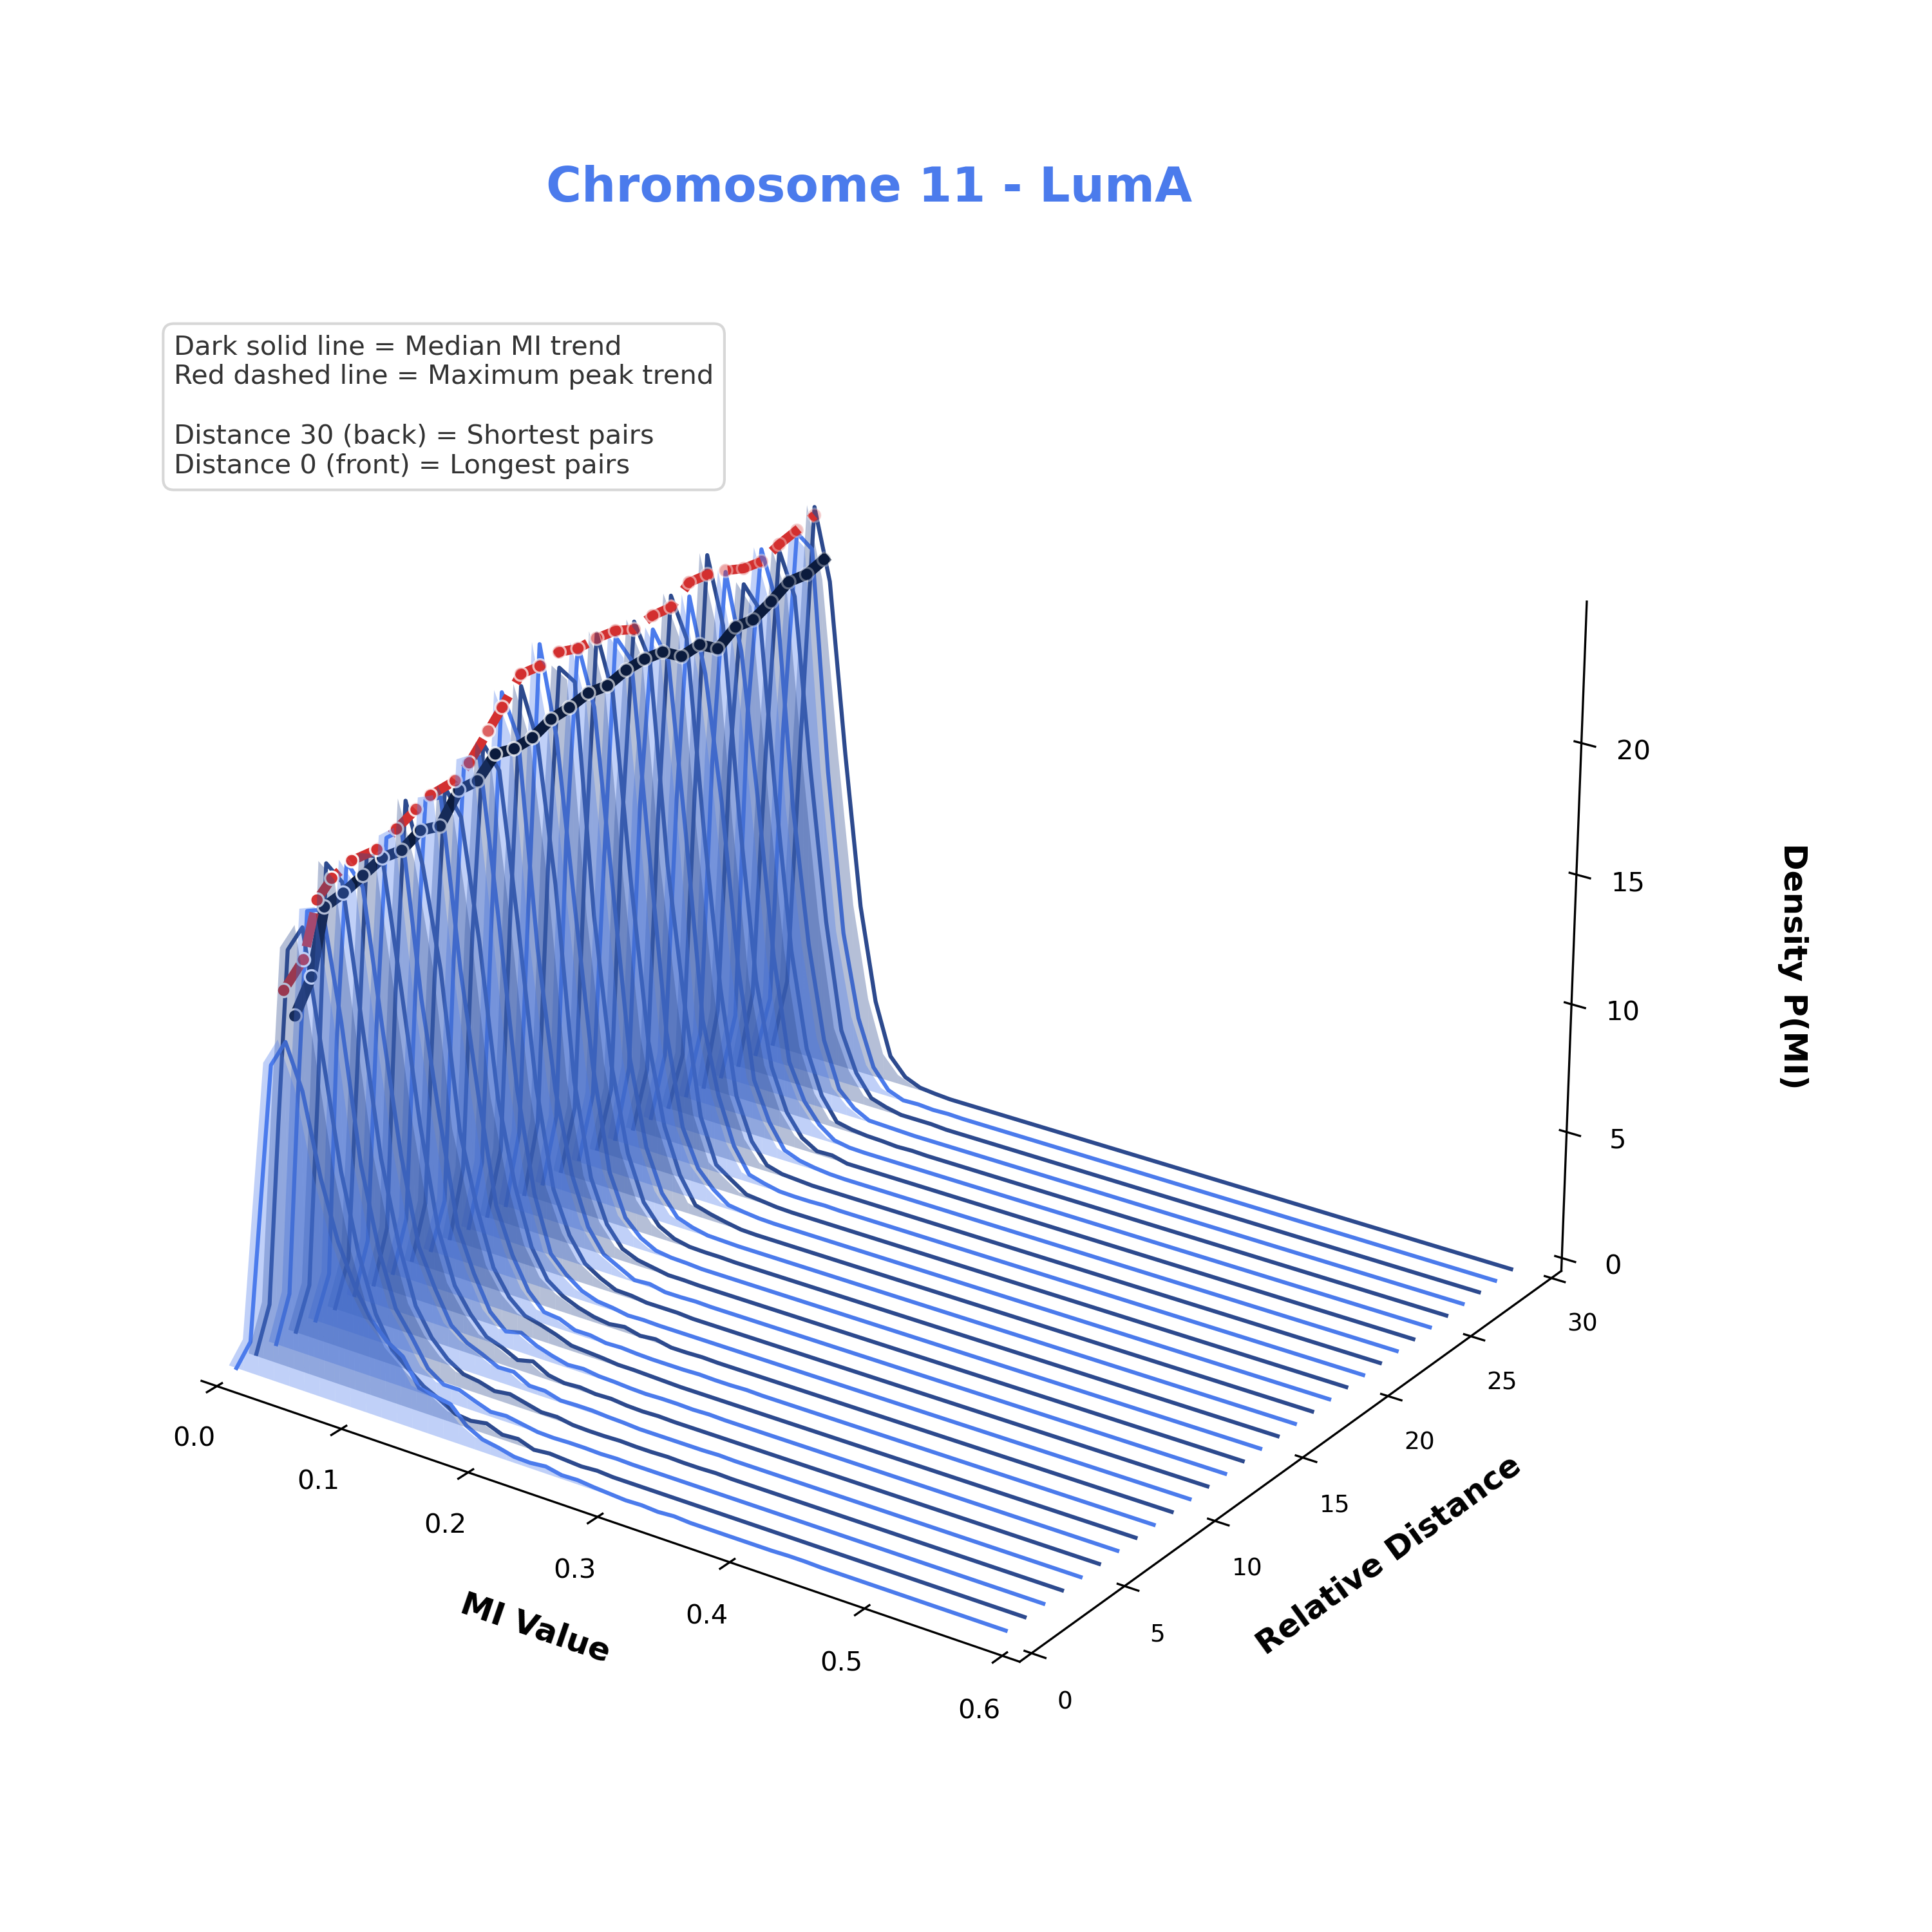 Chromosome 11 - LumA
Dark solid line = Median MI trend
Red dashed line = Maximum peak trend
Distance 30 (back) = Shortest pairs
Distance 0 (front) = Longest pairs
20
15
10
5
0
Density P(MI)
0.0
0.1
0.2
0.3
0.4
0.5
0.6
MI Value
0
5
10
15
20
25
30
Relative Distance